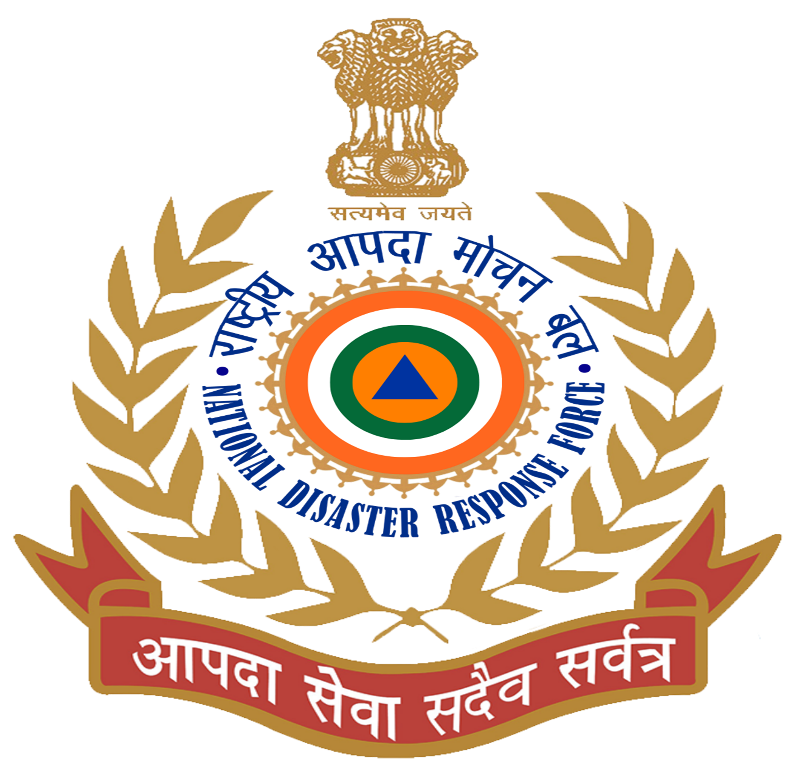 सत्यमेव जयते
राष्ट्रीय आपदा मोचन बल
NATIONAL DISASTER RESPONSE FORCE
आपदा सेवा सदैव सर्वत्र